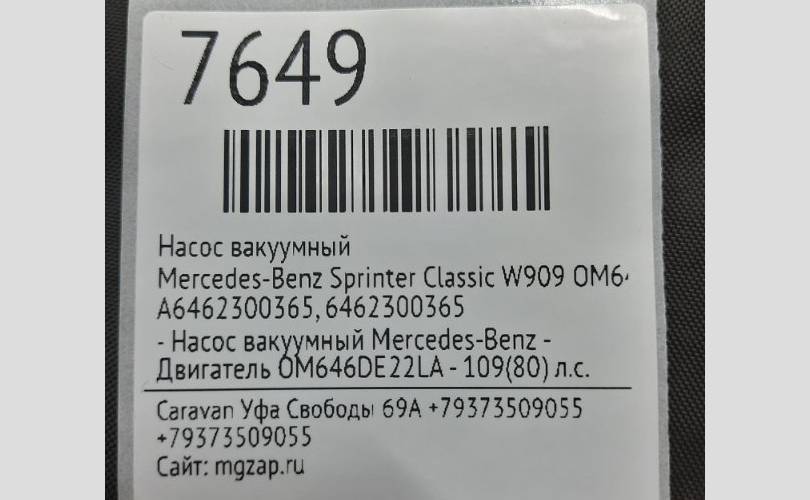 7649
Насос вакуумный
Mercedes-Benz Sprinter Classic W909 OM64
A6462300365, 6462300365
- Насос вакуумный Mercedes-Benz -
Двигатель OM646DE22LA - 109(80) л.с.
Caravan Уфа Свободы 69А +79373509055
+79373509055
Сайт: mgzap.ru